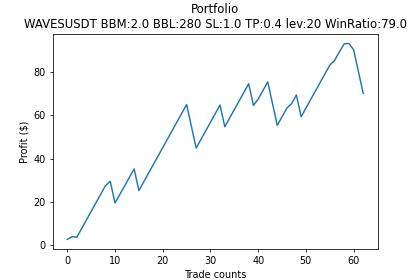 Portfolio
WAVESUSDT BBM:2.0 BBL:280 SL:1.0 TP:0.4 lev:20 WinRatio:79.0
Profit ($)
80
60
40
20
0
0 10 20 30 40 50 60
Trade counts